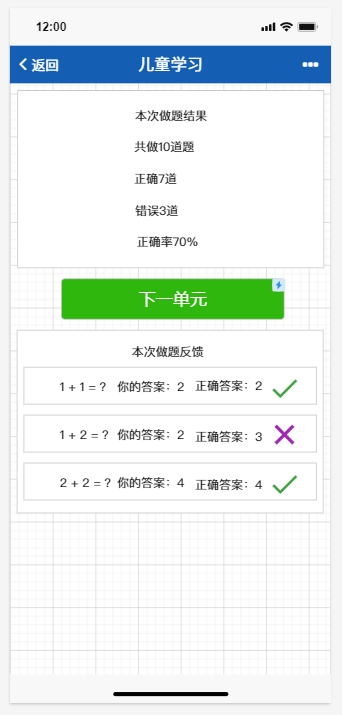 12:00
返回 儿童学习
本次做题结果
共做10道题
正确7道
错误3道
正确率70%
下一单元
本次做题反馈
1 + 1 = ? 你的答案：2 正确答案：2
1 + 2 = ? 你的答案：2 正确答案：3
2 + 2 = ? 你的答案：4 正确答案：4